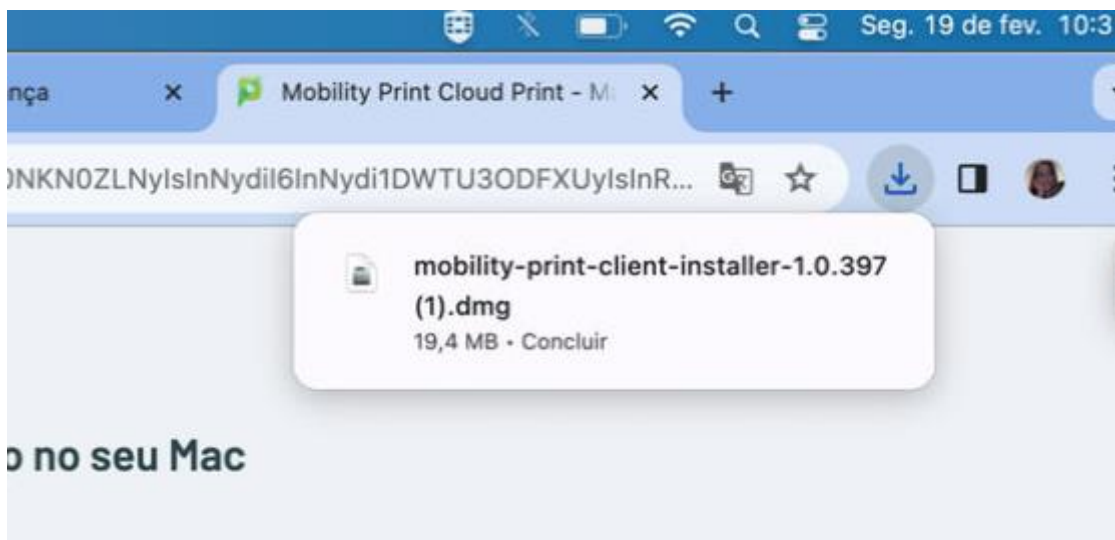 Seg. 19 de fev. 10:3
nça
Mobility Print Cloud Print - M
NKN0ZLNyIsInNydiI6InNydi1DWTU3ODFXUyIsInR...
mobility-print-client-installer-1.0.397
(1).dmg
19,4 MB • Concluir
o no seu Mac